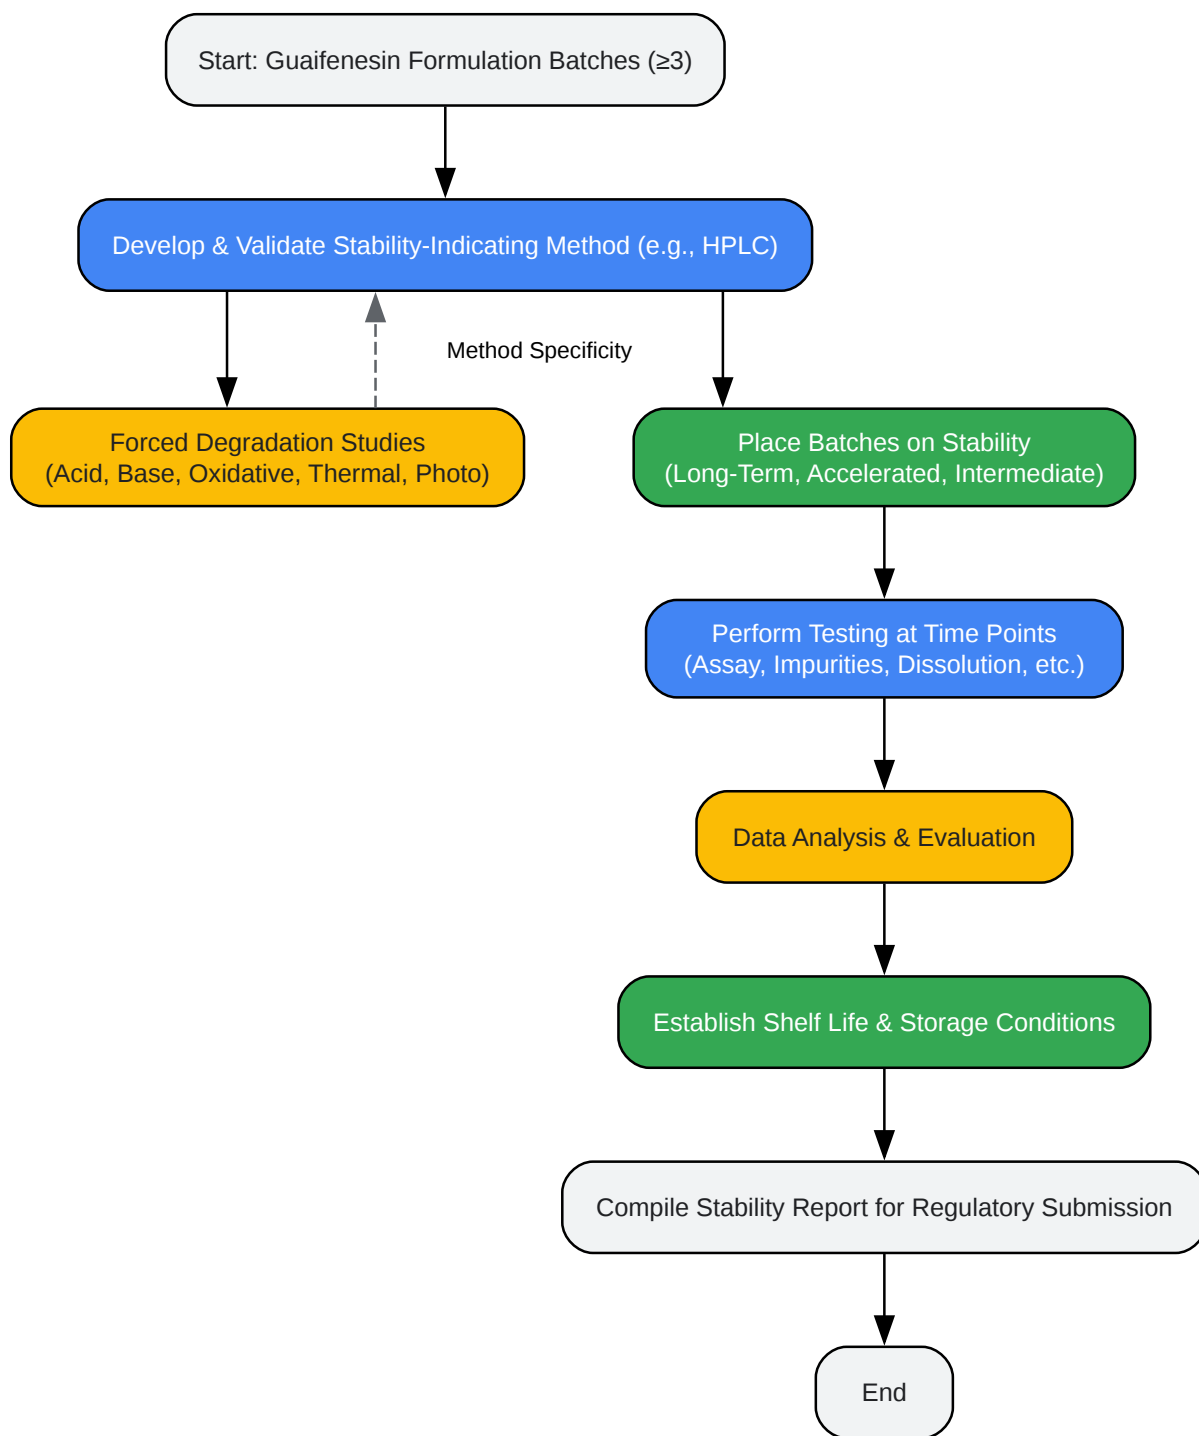 Start: Guaifenesin Formulation Batches (≥3)
Develop & Validate Stability-Indicating Method (e.g., HPLC)
Method Specificity
Forced Degradation Studies
(Acid, Base, Oxidative, Thermal, Photo)
Place Batches on Stability
(Long-Term, Accelerated, Intermediate)
Perform Testing at Time Points
(Assay, Impurities, Dissolution, etc.)
Data Analysis & Evaluation
Establish Shelf Life & Storage Conditions
Compile Stability Report for Regulatory Submission
End